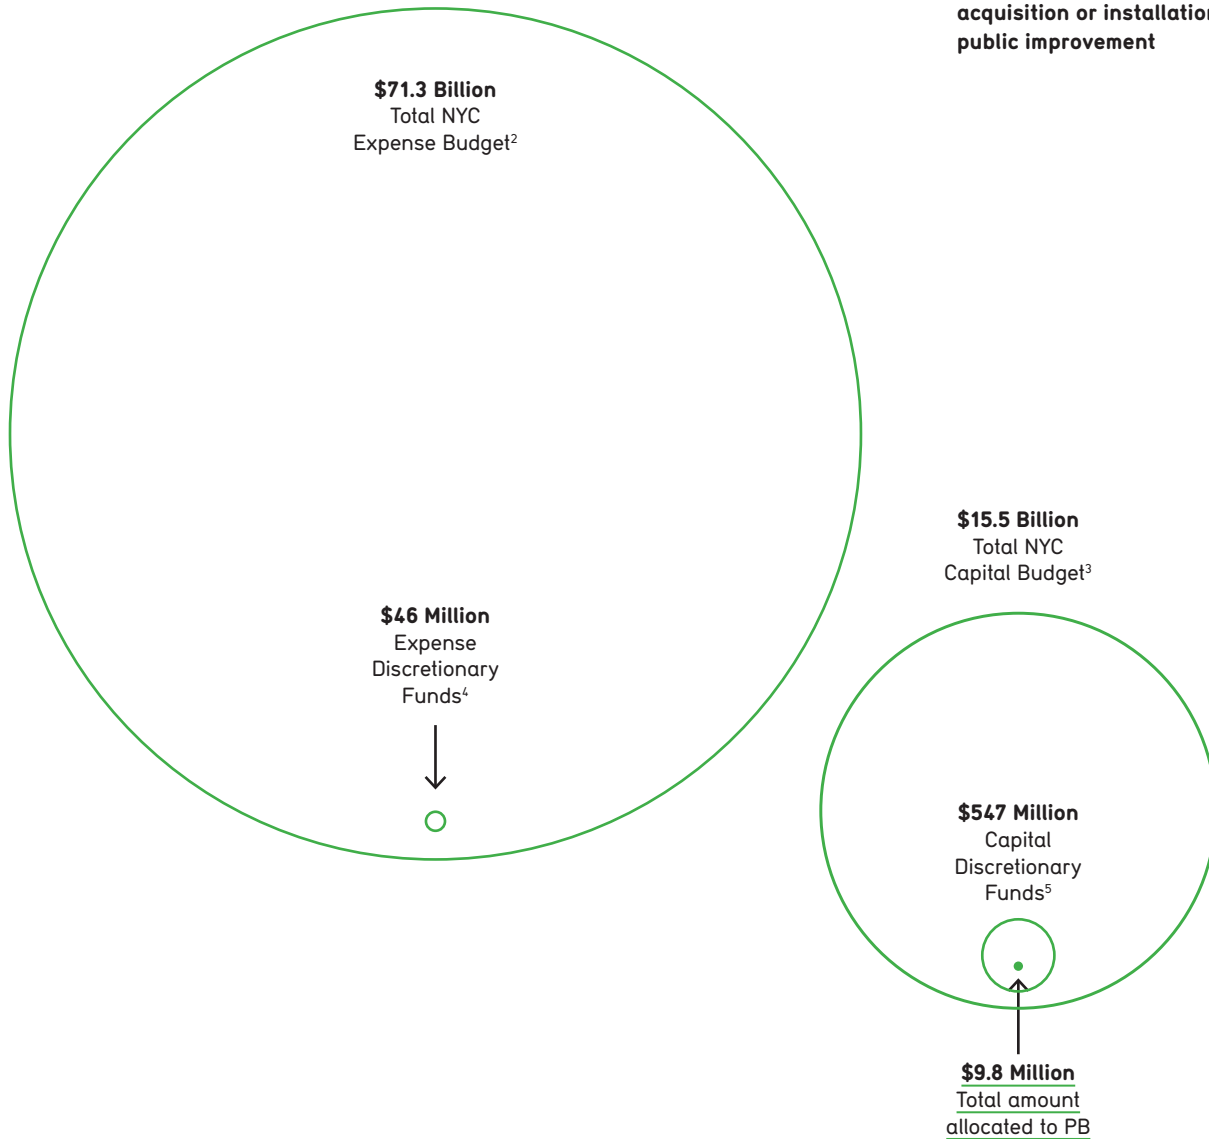 acquisition or installation
public improvement
$71.3 Billion
Total NYC
Expense Budget²
$15.5 Billion
Total NYC
Capital Budget³
$46 Million
Expense
Discretionary
Funds⁴
$547 Million
Capital
Discretionary
Funds⁵
$9.8 Million
Total amount
allocated to PB